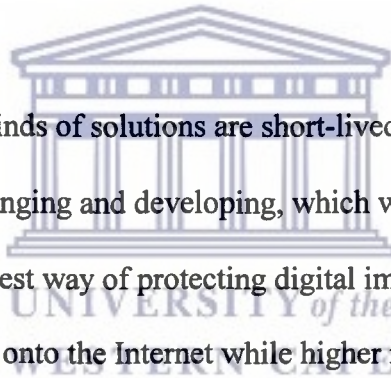 inds of solutions are short-lived
nging and developing, which w
est way of protecting digital im
UNIVERSITY of the
onto the Internet while higher
WESTERN CAPE